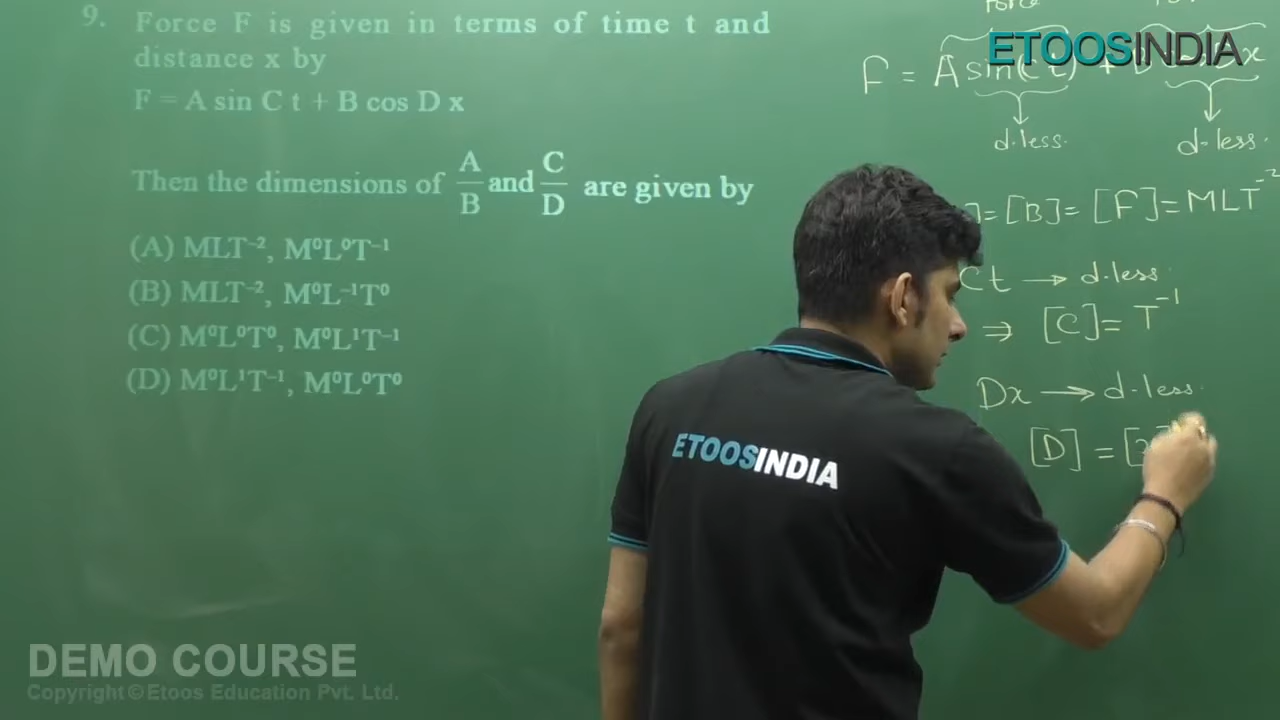 9. Force F is given in terms of time t and
distance x by
F = A sin C t + B cos D x
Then the dimensions of A/B and C/D are given by
(A) MLT⁻², M⁰L⁰T⁻¹
(B) MLT⁻², M⁰L⁻¹T⁰
(C) M⁰L⁰T⁰, M⁰L¹T⁻¹
(D) M⁰L¹T⁻¹, M⁰L⁰T⁰
ETOOSINDIA
F = A sin(Ct) +
d·less. d·less.
] = [B] = [F] = MLT⁻²
Ct → d·less
⇒ [C] = T⁻¹
Dx → d·less.
[D] = [
ETOOSINDIA
DEMO COURSE
Copyright © Etoos Education Pvt. Ltd.